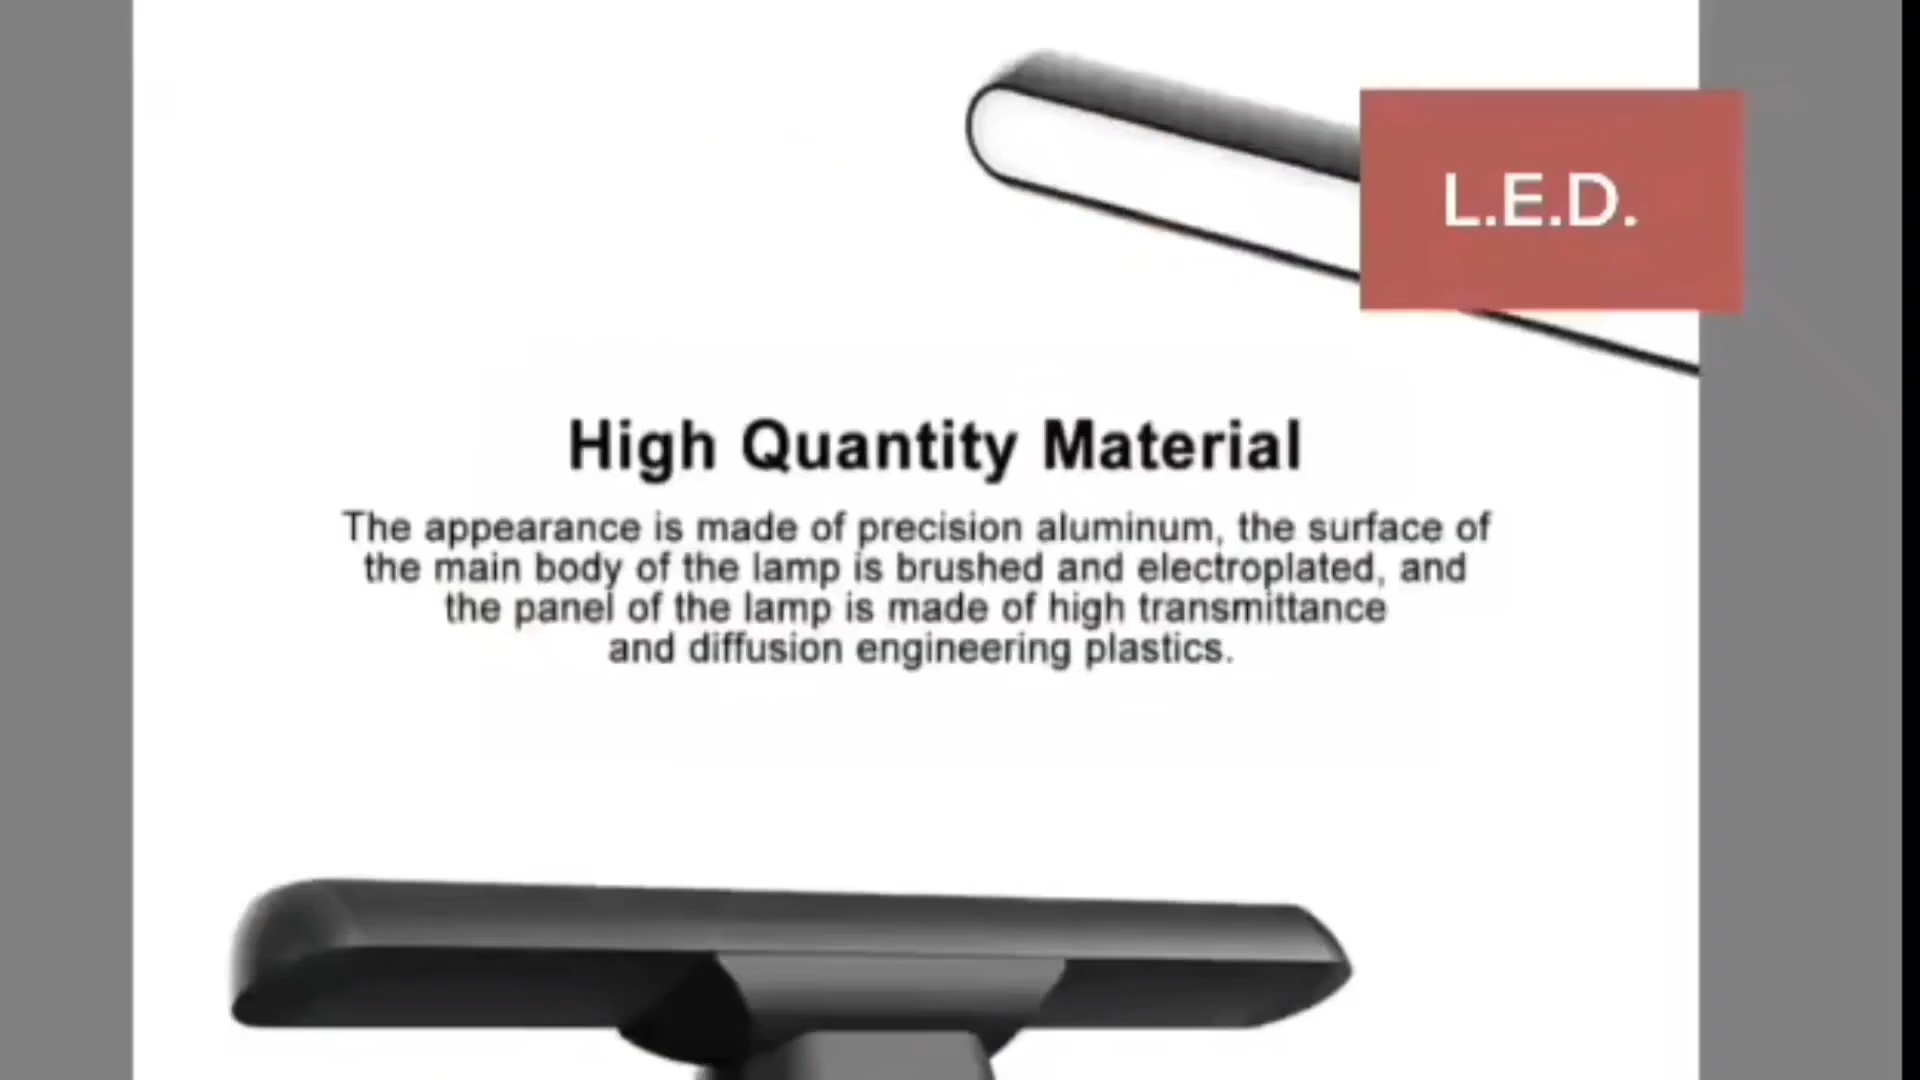 L.E.D.
High Quantity Material
The appearance is made of precision aluminum, the surface of
the main body of the lamp is brushed and electroplated, and
the panel of the lamp is made of high transmittance
and diffusion engineering plastics.